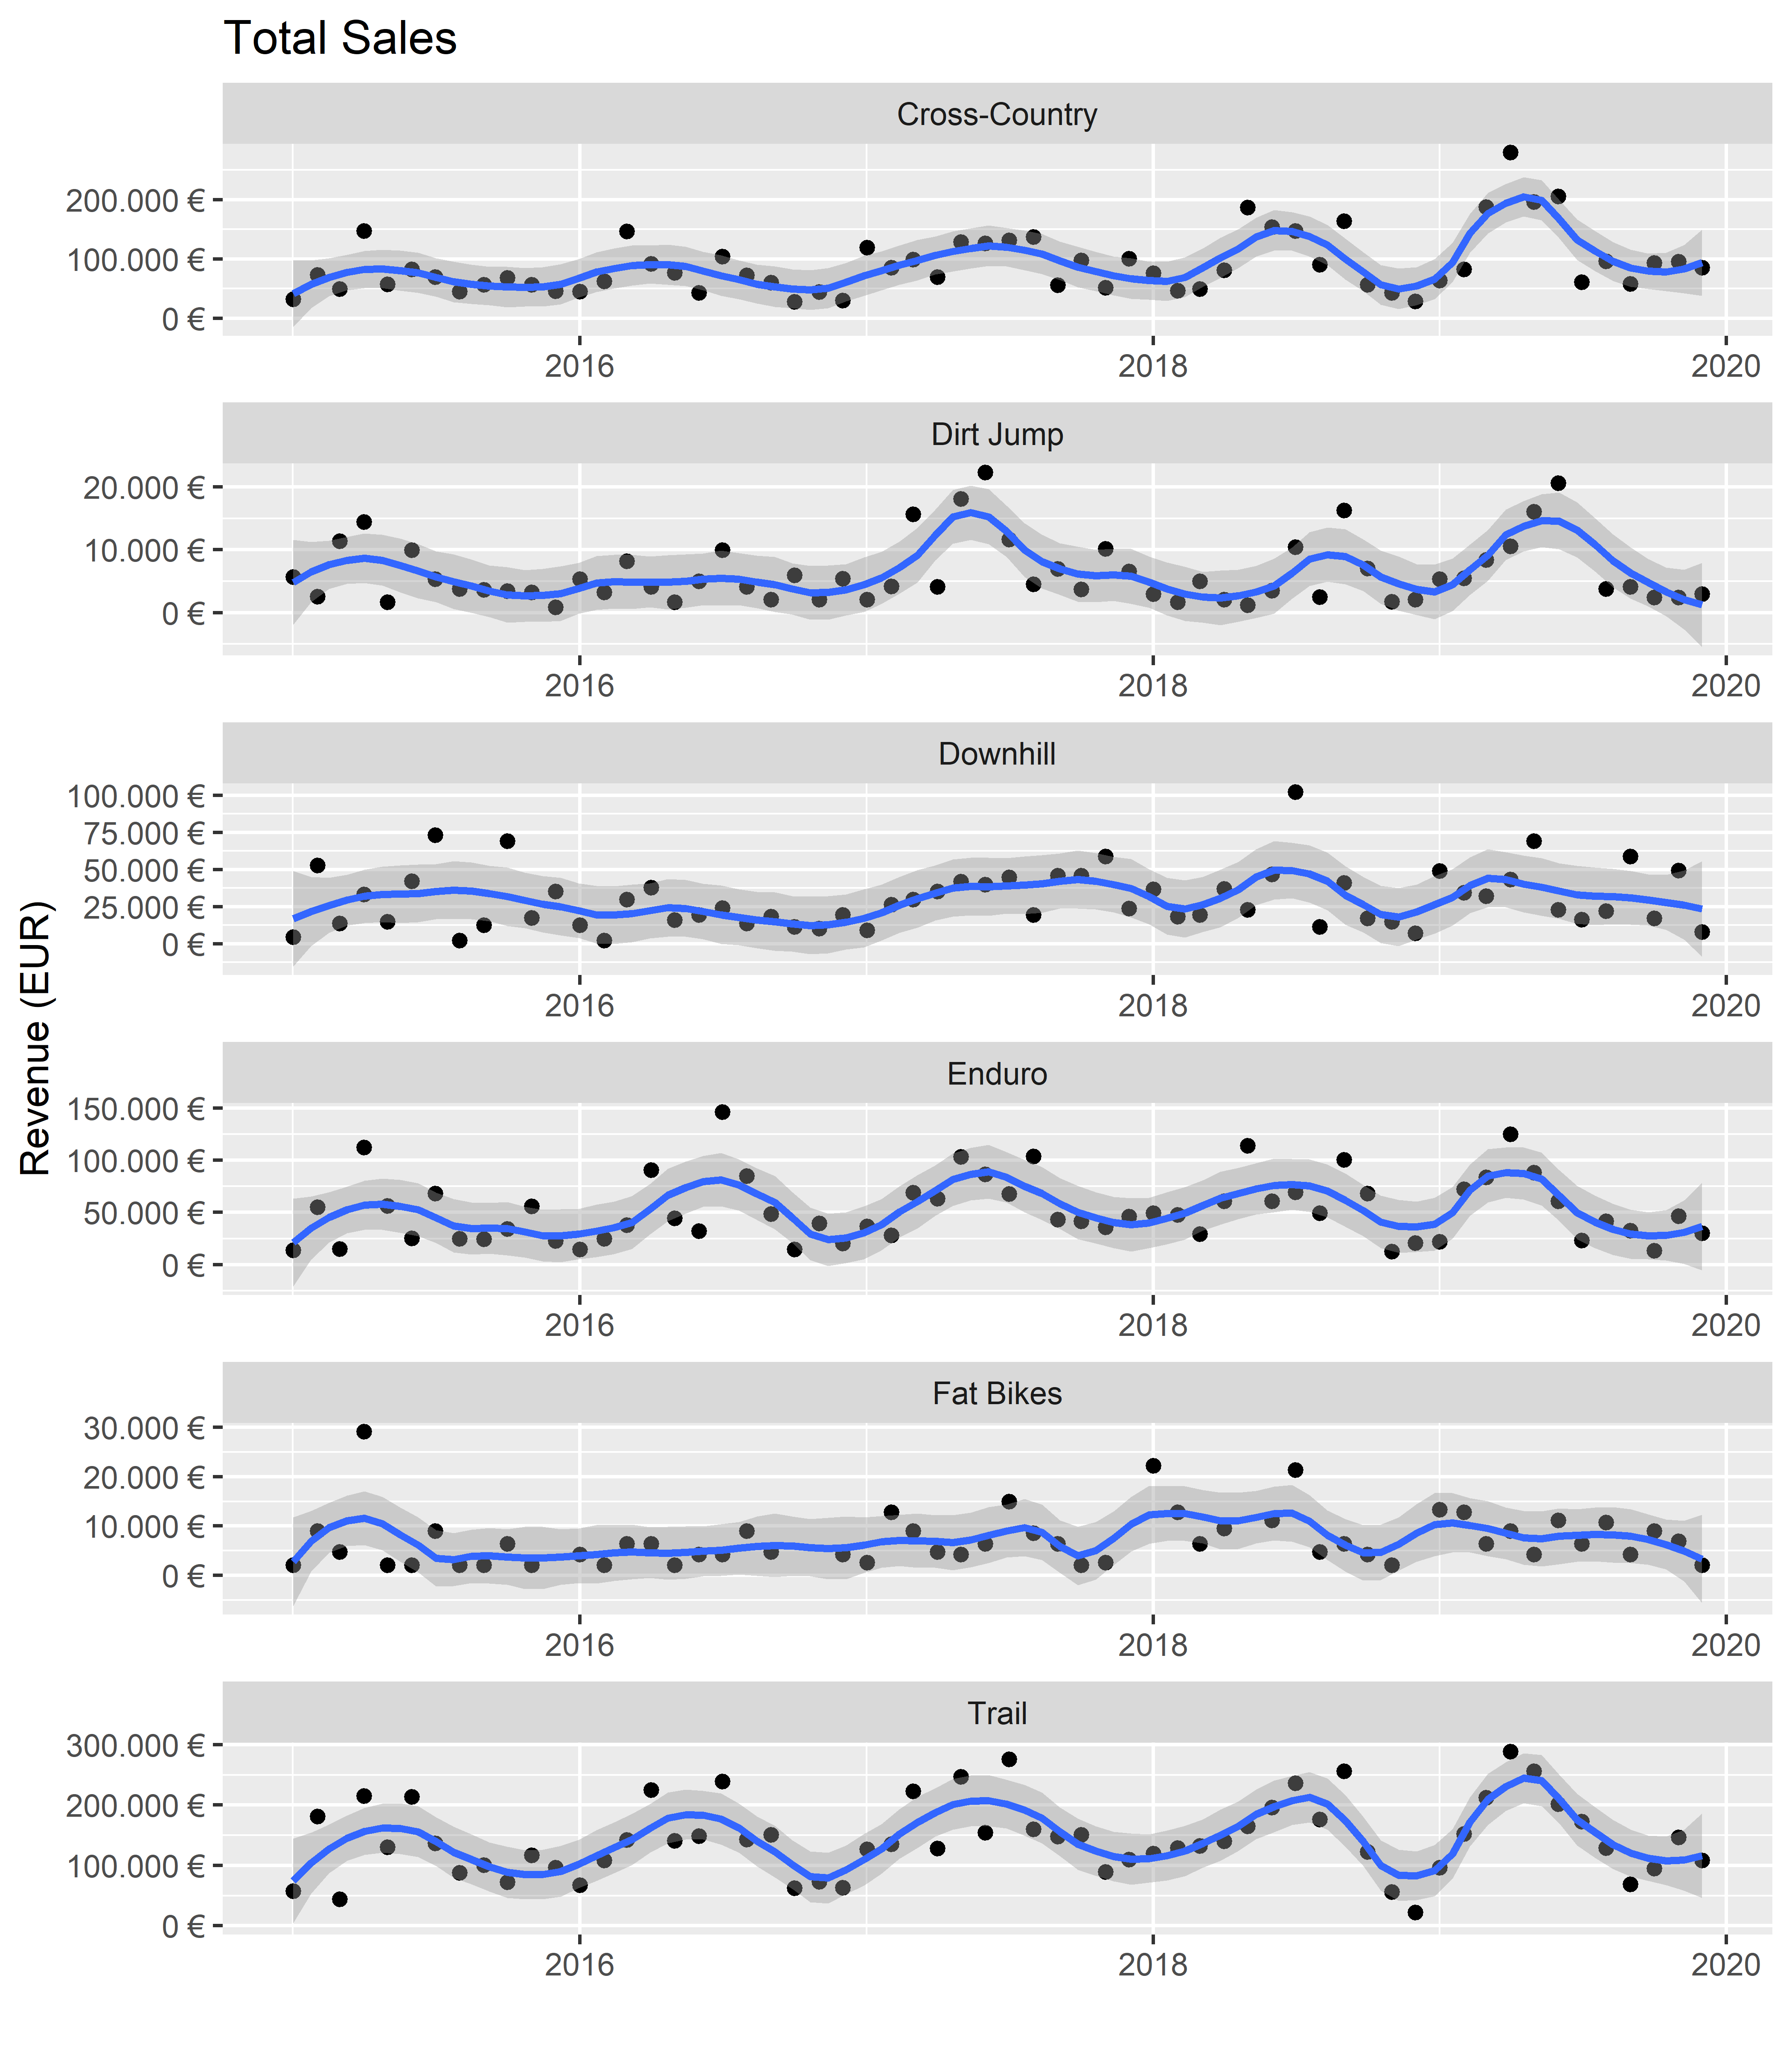 Total Sales
Revenue (EUR)
Cross-Country
200.000 €
100.000 €
0 €
2016 2018 2020
Dirt Jump
20.000 €
10.000 €
0 €
2016 2018 2020
Downhill
100.000 €
75.000 €
50.000 €
25.000 €
0 €
2016 2018 2020
Enduro
150.000 €
100.000 €
50.000 €
0 €
2016 2018 2020
Fat Bikes
30.000 €
20.000 €
10.000 €
0 €
2016 2018 2020
Trail
300.000 €
200.000 €
100.000 €
0 €
2016 2018 2020